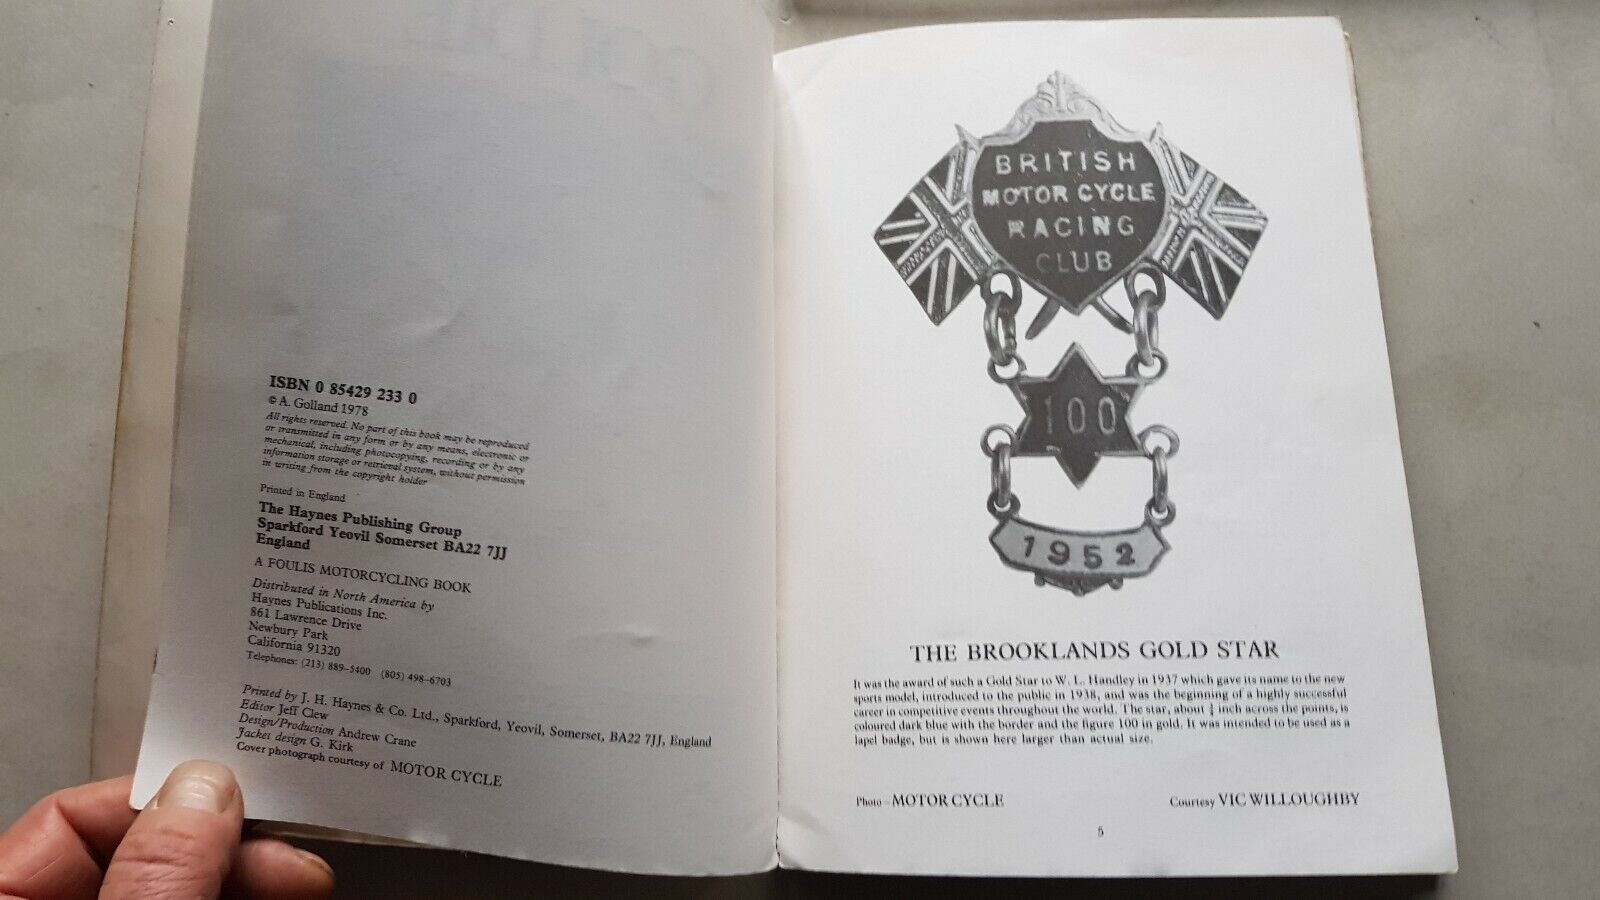 ISBN 0 85429 233 0
© A. Golland 1978
All rights reserved. No part of this book may be reproduced
or transmitted in any form or by any means, electronic or
mechanical, including photocopying, recording or by any
information storage or retrieval system, without permission
in writing from the copyright holder
Printed in England
The Haynes Publishing Group
Sparkford Yeovil Somerset BA22 7JJ
England
A FOULIS MOTORCYCLING BOOK
Distributed in North America by
Haynes Publications Inc.
861 Lawrence Drive
Newbury Park
California 91320
Telephones: (213) 889-5400 (805) 498-6703
Printed by J. H. Haynes & Co. Ltd., Sparkford, Yeovil, Somerset, BA22 7JJ, England
Editor Jeff Clew
Design/Production Andrew Crane
Jacket design G. Kirk
Cover photograph courtesy of MOTOR CYCLE
BRITISH
MOTOR CYCLE
RACING
CLUB
100
1952
THE BROOKLANDS GOLD STAR
It was the award of such a Gold Star to W. L. Handley in 1937 which gave its name to the new
sports model, introduced to the public in 1938, and was the beginning of a highly successful
career in competitive events throughout the world. The star, about inch across the points, is
coloured dark blue with the border and the figure 100 in gold. It was intended to be used as a
lapel badge, but is shown here larger than actual size.
Photo – MOTOR CYCLE
Courtesy VIC WILLOUGHBY
5